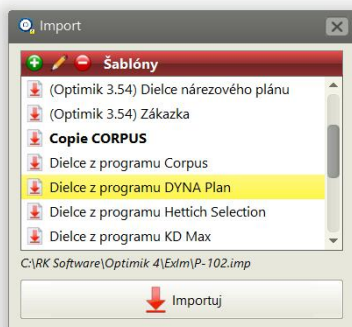 Import
Šablóny
(Optimik 3.54) Dielce nárezového plánu
(Optimik 3.54) Zákazka
Copie CORPUS
Dielce z programu Corpus
Dielce z programu DYNA Plan
Dielce z programu Hettich Selection
Dielce z programu KD Max
C:\RK Software\Optimik 4\ExIm\P-102.imp
Importuj